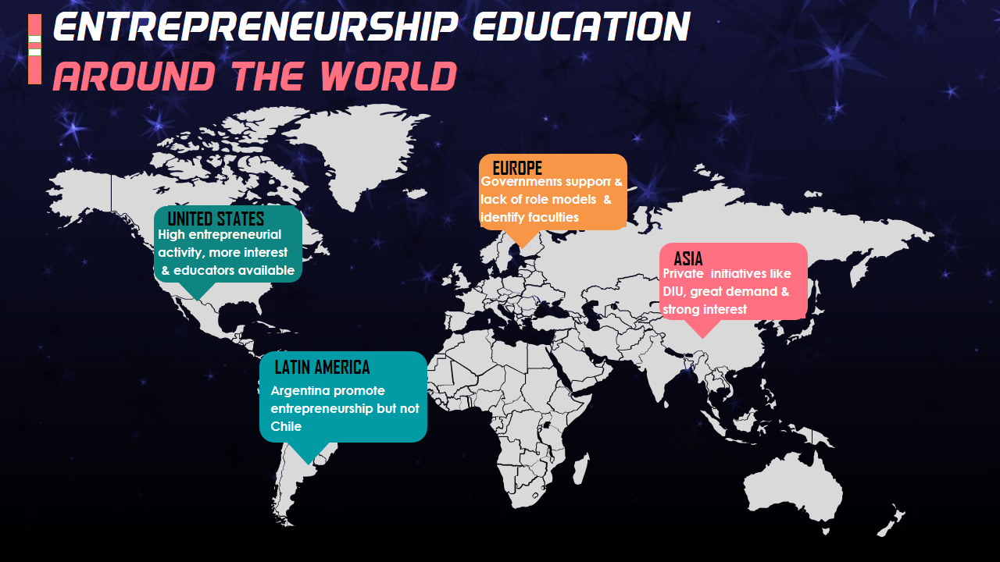 ENTREPRENEURSHIP EDUCATION
AROUND THE WORLD
EUROPE
Governments support &
lack of role models &
identify faculties
UNITED STATES
High entrepreneurial
activity, more interest
& educators available
ASIA
Private initiatives like
DIU, great demand &
strong interest
LATIN AMERICA
Argentina promote
entrepreneurship but not
Chile